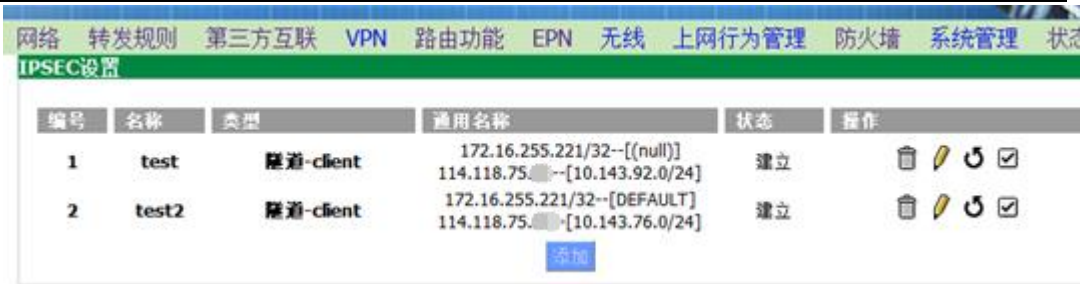 网络 转发规则 第三方互联 VPN 路由功能 EPN 无线 上网行为管理 防火墙 系统管理 状态
IPSEC设置
编号 名称 类型 通用名称 状态 操作
1 test 隧道-client 172.16.255.221/32--[(null)] 建立
114.118.75. --[10.143.92.0/24]
2 test2 隧道-client 172.16.255.221/32--[DEFAULT] 建立
114.118.75. -[10.143.76.0/24]
添加